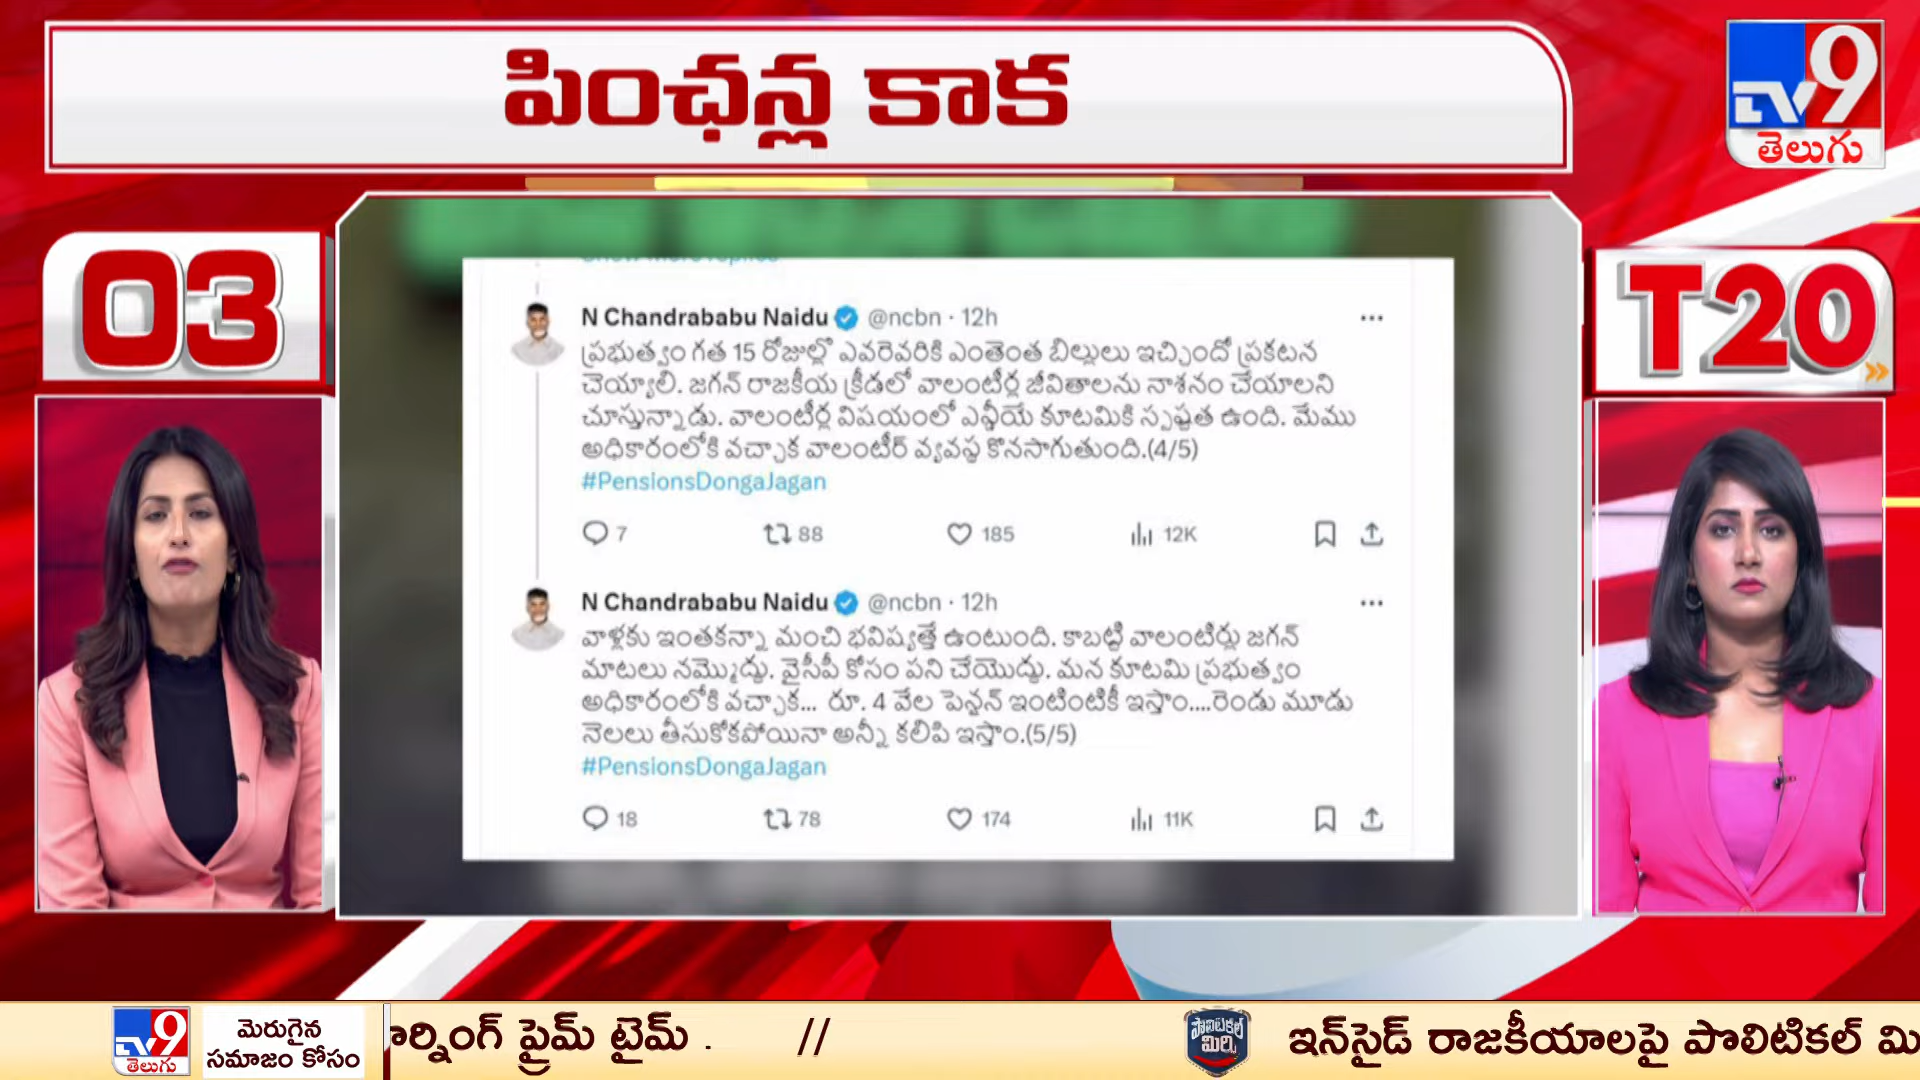 పింఛన్ల కాక
TV9
తెలుగు
03
T20
N Chandrababu Naidu @ncbn · 12h
ప్రభుత్వం గత 15 రోజుల్లో ఎవరెవరికి ఎంతెంత బిల్లులు ఇచ్చిందో ప్రకటన
చెయ్యాలి. జగన్ రాజకీయ క్రీడలో వాలంటీర్ల జీవితాలను నాశనం చేయాలని
చూస్తున్నాడు. వాలంటీర్ల విషయంలో ఎన్డీయే కూటమికి స్పష్టత ఉంది. మేము
అధికారంలోకి వచ్చాక వాలంటీర్ వ్యవస్థ కొనసాగుతుంది.(4/5)
#PensionsDongaJagan
7 88 185 12K
N Chandrababu Naidu @ncbn · 12h
వాళ్లకు ఇంతకన్నా మంచి భవిష్యత్తే ఉంటుంది. కాబట్టి వాలంటీర్లు జగన్
మాటలు నమ్మొద్దు. వైసీపీ కోసం పని చేయొద్దు. మన కూటమి ప్రభుత్వం
అధికారంలోకి వచ్చాక... రూ. 4 వేల పెన్షన్ ఇంటింటికీ ఇస్తాం....రెండు మూడు
నెలలు తీసుకోకపోయినా అన్నీ కలిపి ఇస్తాం.(5/5)
#PensionsDongaJagan
18 78 174 11K
TV9
తెలుగు
మెరుగైన
సమాజం కోసం
ార్నింగ్ ప్రైమ్ టైమ్ . //
పొలిటికల్
మిర్చి
ఇన్‌సైడ్ రాజకీయాలపై పొలిటికల్ మి